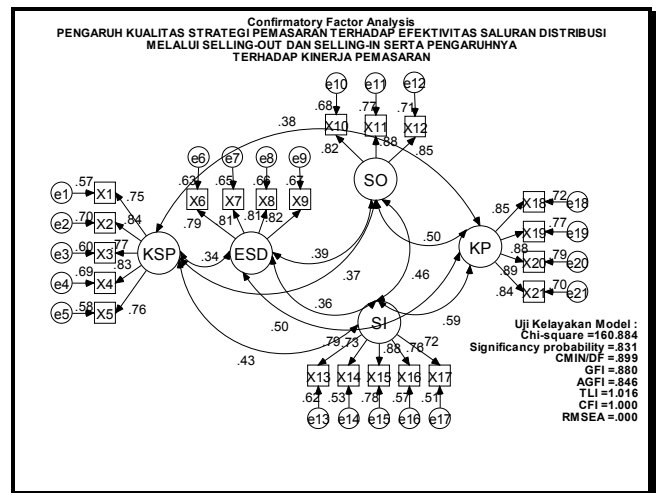 Confirmatory Factor Analysis
PENGARUH KUALITAS STRATEGI PEMASARAN TERHADAP EFEKTIVITAS SALURAN DISTRIBUSI
MELALUI SELLING-OUT DAN SELLING-IN SERTA PENGARUHNYA
TERHADAP KINERJA PEMASARAN
e10 e11 e12
.68 .77 .71
X10 X11 X12
.38
.82 .88 .85
e6 e7 e8 e9
.62 .65 .66 .67
X6 X7 X8 X9
.79 .81 .81 .82
SO
e1 .57 X1 .75
e2 .70 X2 .84
e3 .60 X3 .77
e4 .69 X4 .83
e5 .58 X5 .76
KSP .34 ESD .39
.37
.50
.46
KP
.85 X18 .72 e18
.88 X19 .77 e19
.89 X20 .79 e20
.84 X21 .70 e21
.36
.50
.59
.43
SI
.79 .73 .88 .76 .72
X13 X14 X15 X16 X17
.62 .53 .78 .57 .51
e13 e14 e15 e16 e17
Uji Kelayakan Model :
Chi-square =160.884
Significancy probability =.831
CMIN/DF =.899
GFI =.880
AGFI =.846
TLI =1.016
CFI =1.000
RMSEA =.000